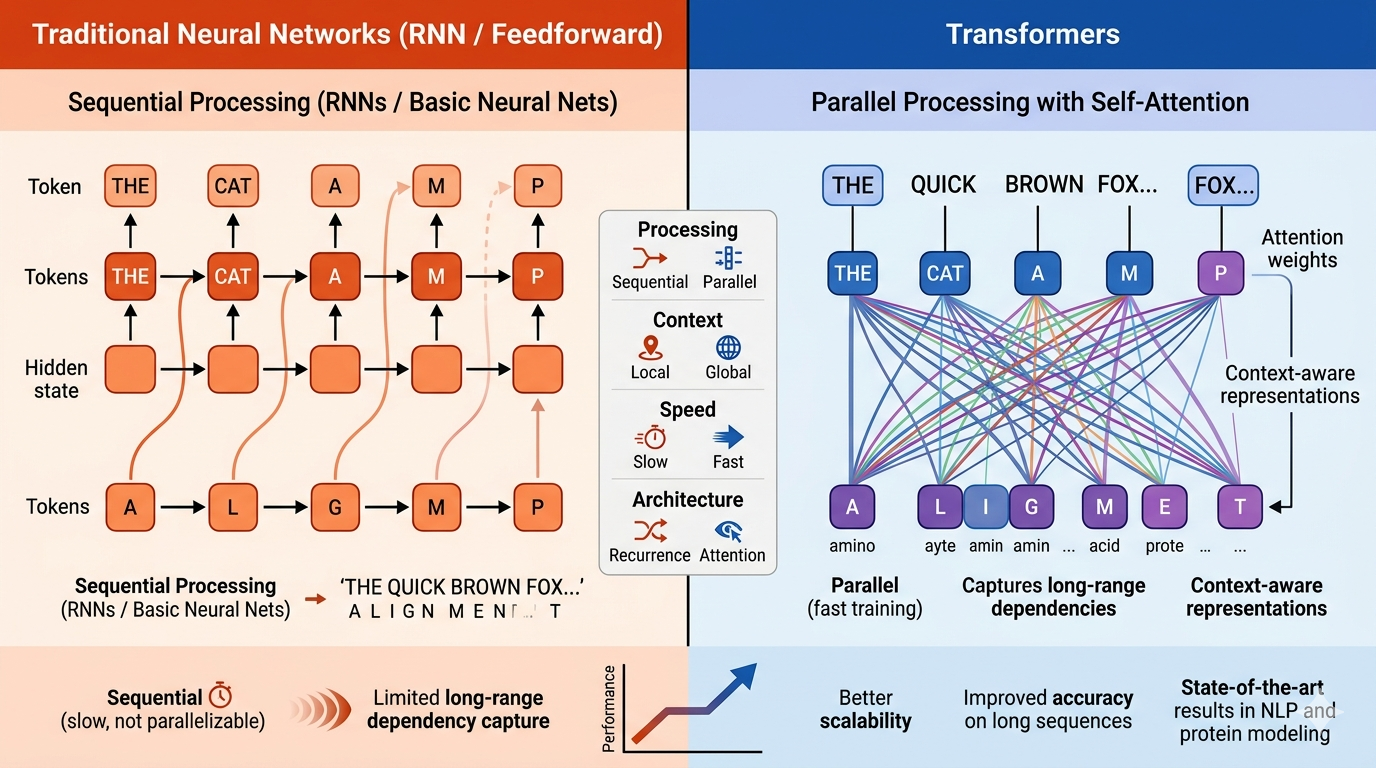 Traditional Neural Networks (RNN / Feedforward)
Transformers
Sequential Processing (RNNs / Basic Neural Nets)
Parallel Processing with Self-Attention
Token
THE
CAT
A
M
P
Tokens
THE
CAT
A
M
P
Hidden
state
Tokens
A
L
G
M
P
Sequential Processing
(RNNs / Basic Neural Nets)
‘THE QUICK BROWN FOX...’
A L I G N M E N T
Processing
Sequential
Parallel
Context
Local
Global
Speed
Slow
Fast
Architecture
Recurrence
Attention
THE
QUICK
BROWN
FOX...
FOX...
THE
CAT
A
M
P
Attention
weights
Context-aware
representations
A
L
I
G
M
E
T
amino
ayte
amin
amin
...
acid
prote
...
...
Parallel
(fast training)
Captures long-range
dependencies
Context-aware
representations
Sequential
(slow, not parallelizable)
Limited long-range
dependency capture
Performance
Better
scalability
Improved accuracy
on long sequences
State-of-the-art
results in NLP and
protein modeling